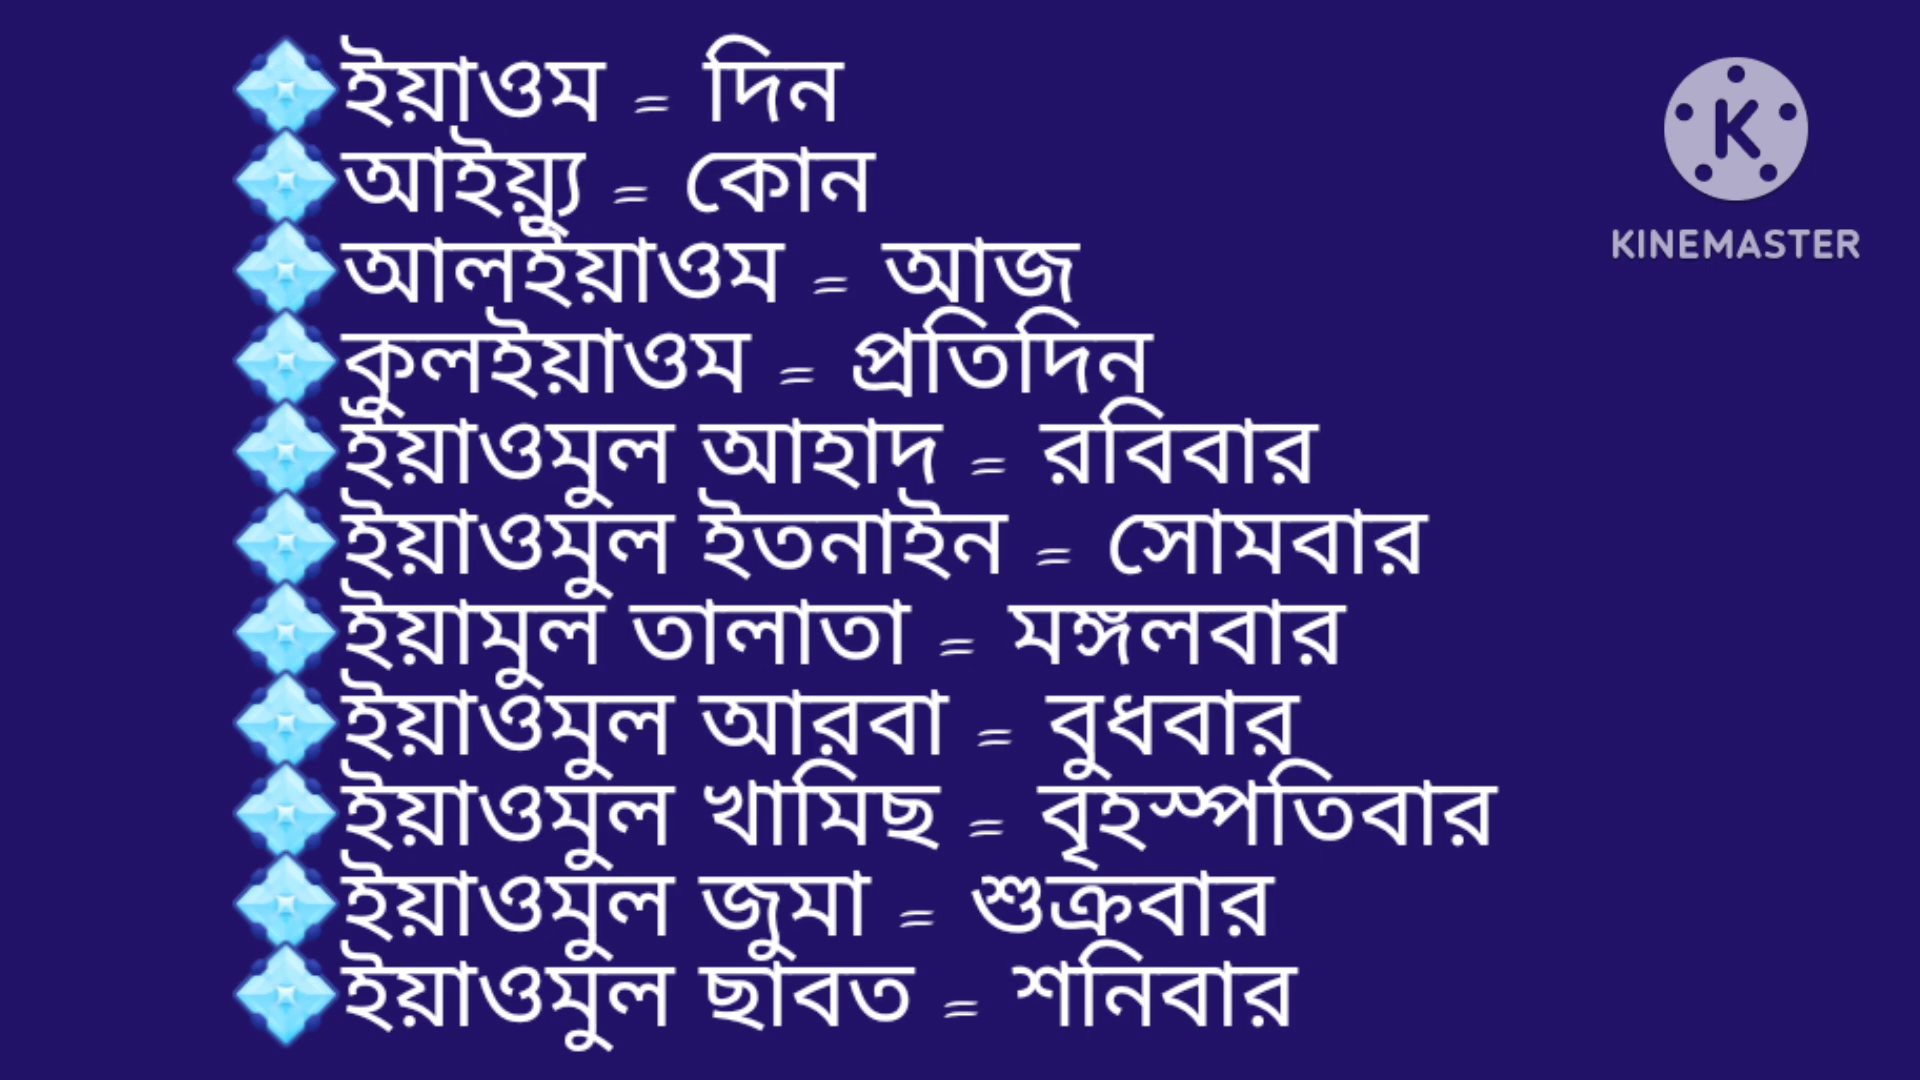 ইয়াওম = দিন
আইয়্যু = কোন
আলইয়াওম = আজ
কুলইয়াওম = প্রতিদিন
ইয়াওমুল আহাদ = রবিবার
ইয়াওমুল ইতনাইন = সোমবার
ইয়ামুল তালাতা = মঙ্গলবার
ইয়াওমুল আরবা = বুধবার
ইয়াওমুল খামিছ = বৃহস্পতিবার
ইয়াওমুল জুমা = শুক্রবার
ইয়াওমুল ছাবত = শনিবার
K
KINEMASTER